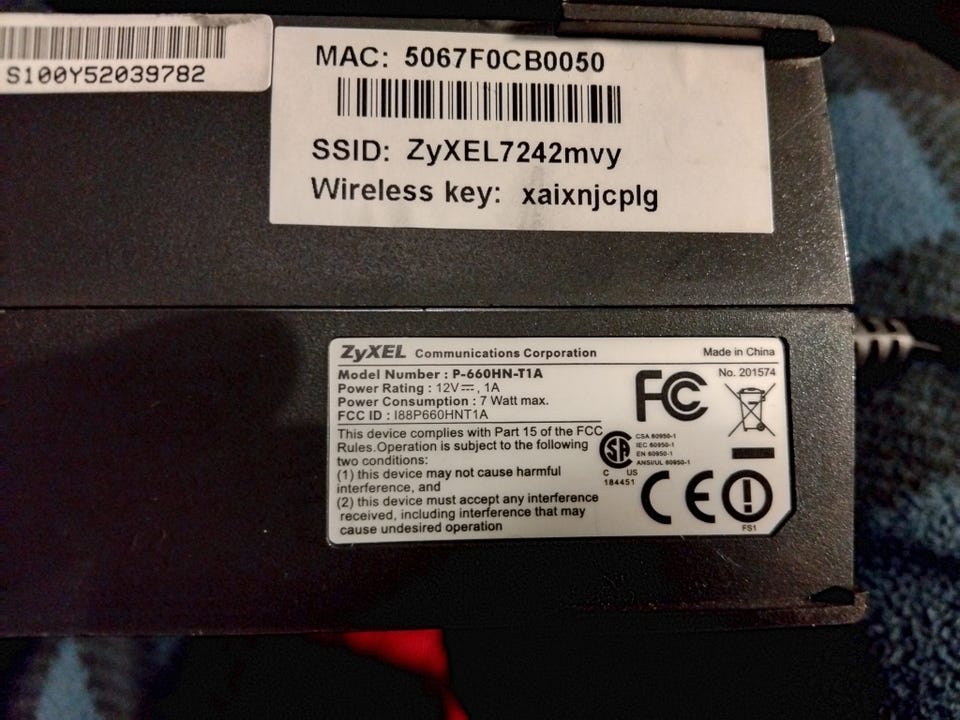 S100Y52039782
MAC: 5067F0CB0050
SSID: ZyXEL7242mvy
Wireless key: xaixnjcplg
ZyXEL Communications Corporation
Made in China
Model Number : P-660HN-T1A
No. 201574
Power Rating : 12V⎓, 1A
Power Consumption : 7 Watt max.
FCC ID : I88P660HNT1A
FC
This device complies with Part 15 of the FCC
Rules.Operation is subject to the following
two conditions:
(1) this device may not cause harmful
interference, and
(2) this device must accept any interference
received, including interference that may
cause undesired operation
SA
C US
184451
CSA 60950-1
IEC 60950-1
EN 60950-1
ANSI/UL 60950-1
CE
FS1